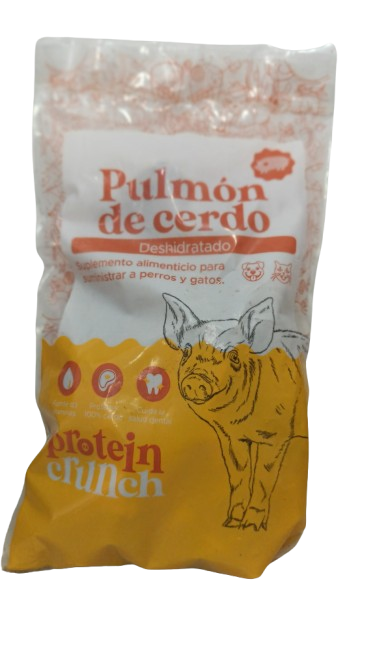 Pulmón
de cerdo
Deshidratado
Suplemento alimenticio para
suministrar a perros y gatos.
protein
crunch